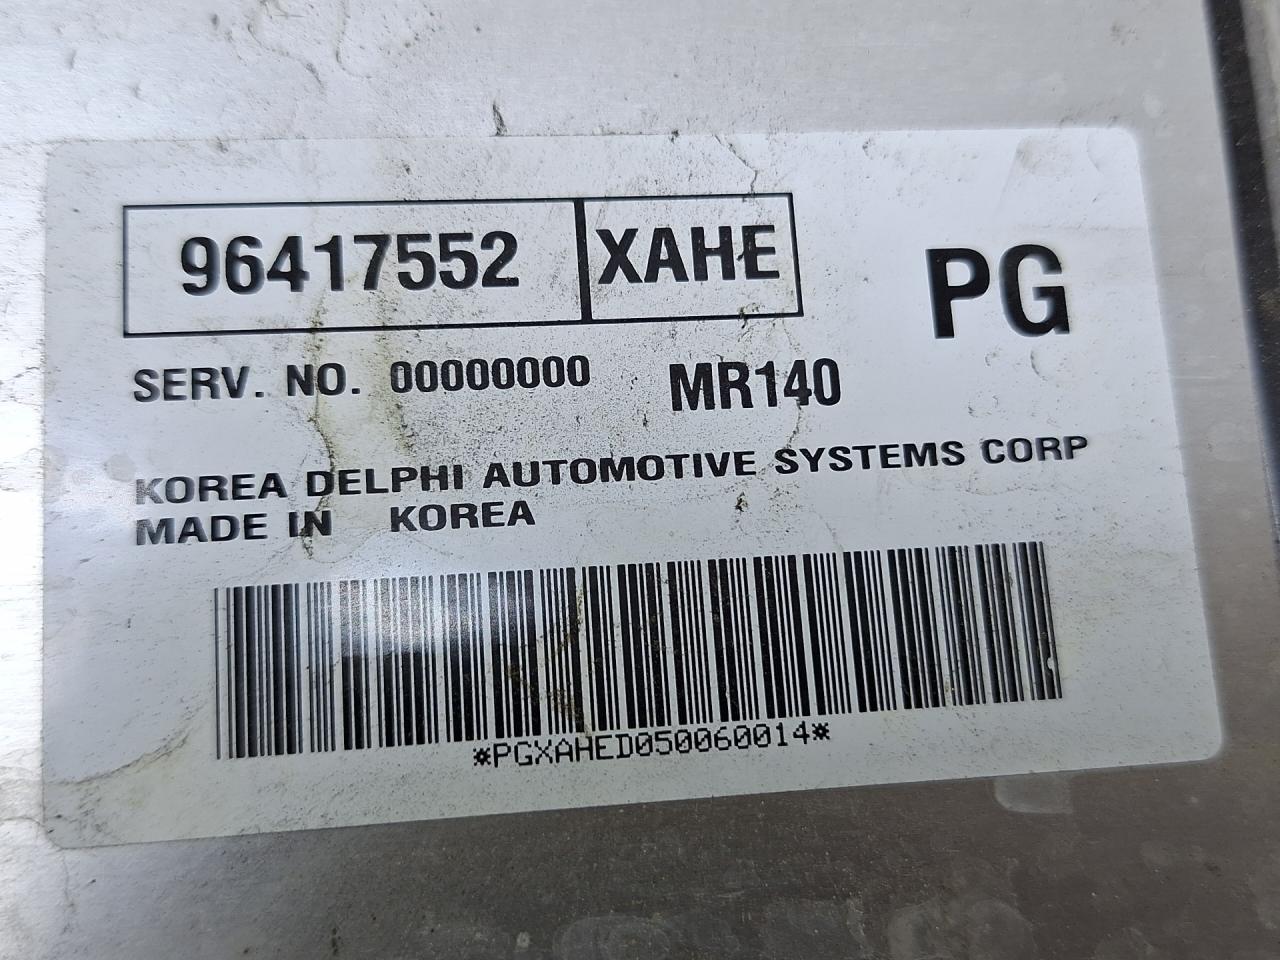 96417552 XAHE
PG
SERV. NO. 00000000 MR140
KOREA DELPHI AUTOMOTIVE SYSTEMS CORP
MADE IN KOREA
*PGXAHED050060014*